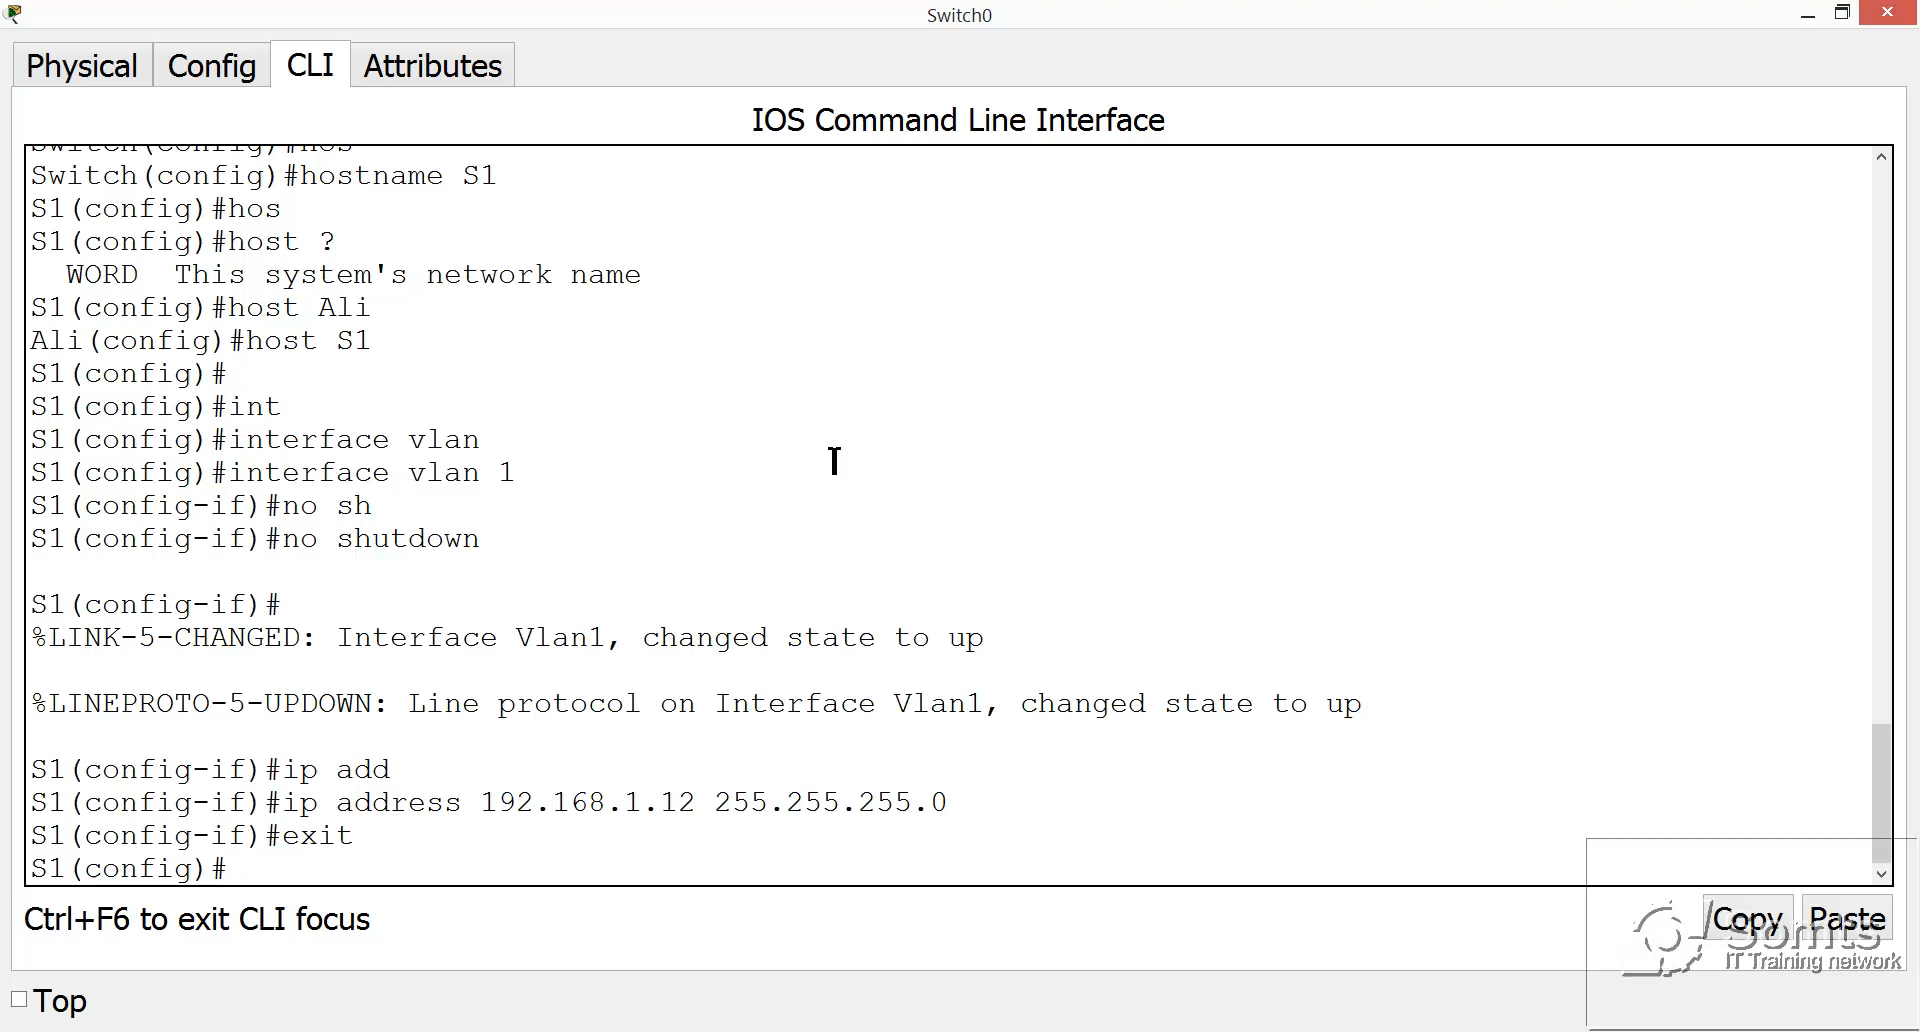 Switch0
Physical
Config
CLI
Attributes
IOS Command Line Interface
Switch(config)#hos
Switch(config)#hostname S1
S1(config)#hos
S1(config)#host ?
  WORD  This system's network name
S1(config)#host Ali
Ali(config)#host S1
S1(config)#
S1(config)#int
S1(config)#interface vlan
S1(config)#interface vlan 1
S1(config-if)#no sh
S1(config-if)#no shutdown
S1(config-if)#
%LINK-5-CHANGED: Interface Vlan1, changed state to up
%LINEPROTO-5-UPDOWN: Line protocol on Interface Vlan1, changed state to up
S1(config-if)#ip add
S1(config-if)#ip address 192.168.1.12 255.255.255.0
S1(config-if)#exit
S1(config)#
Ctrl+F6 to exit CLI focus
Copy
Paste
IT Training network
Top